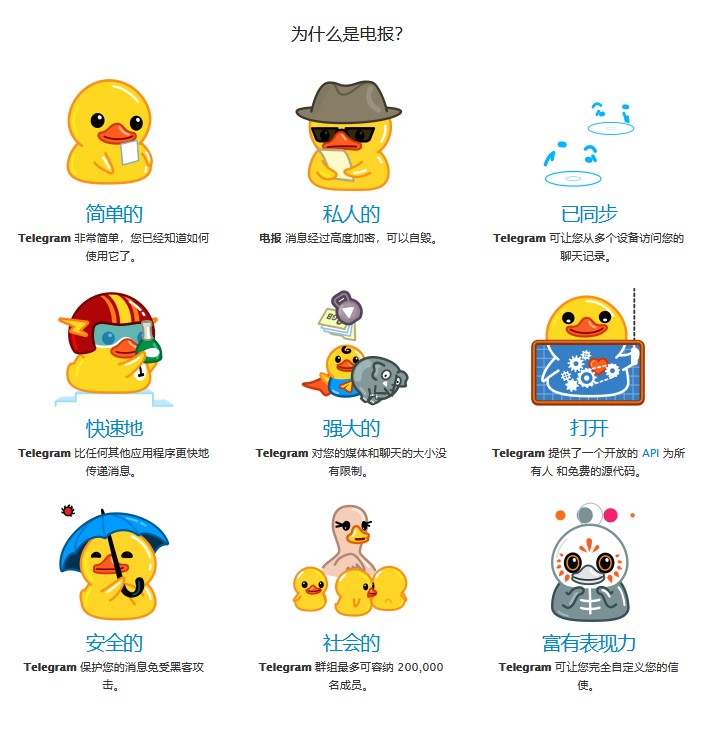 为什么是电报?
简单的
Telegram 非常简单，您已经知道如何
使用它了。
私人的
电报 消息经过高度加密，可以自毁。
已同步
Telegram 可让您从多个设备访问您的
聊天记录。
快速地
Telegram 比任何其他应用程序更快地
传递消息。
强大的
Telegram 对您的媒体和聊天的大小没
有限制。
打开
Telegram 提供了一个开放的 API 为所
有人 和免费的源代码。
安全的
Telegram 保护您的消息免受黑客攻
击。
社会的
Telegram 群组最多可容纳 200,000
名成员。
富有表现力
Telegram 可让您完全自定义您的信
使。